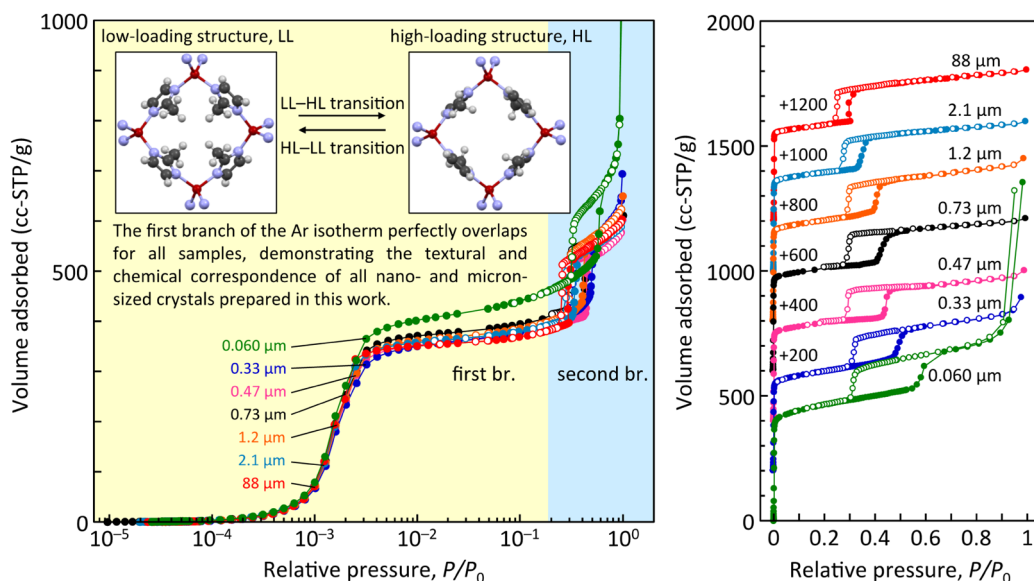 1000
500
0
Volume adsorbed (cc-STP/g)
low-loading structure, LL
high-loading structure, HL
LL–HL transition
HL–LL transition
The first branch of the Ar isotherm perfectly overlaps
for all samples, demonstrating the textural and
chemical correspondence of all nano- and micron-
sized crystals prepared in this work.
0.060 μm
0.33 μm
0.47 μm
0.73 μm
1.2 μm
2.1 μm
88 μm
first br.
second br.
10⁻⁵
10⁻⁴
10⁻³
10⁻²
10⁻¹
10⁰
Relative pressure, P/P₀
2000
1500
1000
500
0
Volume adsorbed (cc-STP/g)
88 μm
+1200
2.1 μm
+1000
1.2 μm
+800
0.73 μm
+600
0.47 μm
+400
0.33 μm
+200
0.060 μm
0
0.2
0.4
0.6
0.8
1
Relative pressure, P/P₀